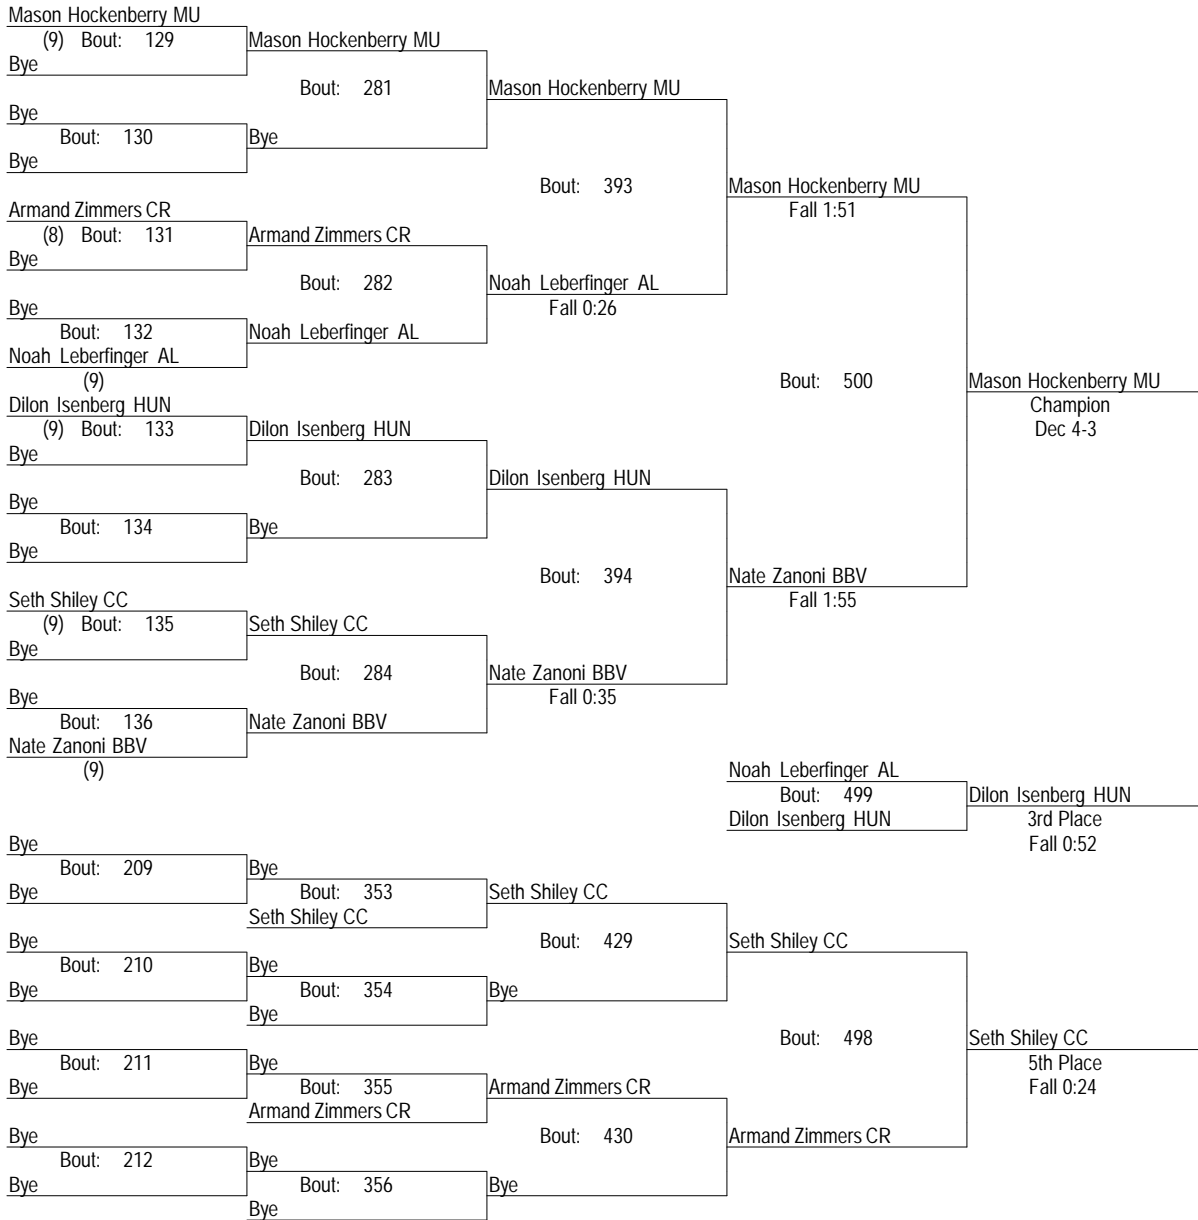 Mason Hockenberry MU
(9) Bout: 129
Mason Hockenberry MU
Bye
Bout: 281
Mason Hockenberry MU
Bye
Bout: 130
Bye
Bye
Bout: 393
Mason Hockenberry MU
Fall 1:51
Armand Zimmers CR
(8) Bout: 131
Armand Zimmers CR
Bye
Bout: 282
Noah Leberfinger AL
Fall 0:26
Bye
Bout: 132
Noah Leberfinger AL
Noah Leberfinger AL
(9)
Bout: 500
Mason Hockenberry MU
Champion
Dec 4-3
Dilon Isenberg HUN
(9) Bout: 133
Dilon Isenberg HUN
Bye
Bout: 283
Dilon Isenberg HUN
Bye
Bout: 134
Bye
Bye
Bout: 394
Nate Zanoni BBV
Fall 1:55
Seth Shiley CC
(9) Bout: 135
Seth Shiley CC
Bye
Bout: 284
Nate Zanoni BBV
Fall 0:35
Bye
Bout: 136
Nate Zanoni BBV
Nate Zanoni BBV
(9)
Noah Leberfinger AL
Bout: 499
Dilon Isenberg HUN
Dilon Isenberg HUN
3rd Place
Fall 0:52
Bye
Bout: 209
Bye
Bye
Bout: 353
Seth Shiley CC
Seth Shiley CC
Bye
Bout: 429
Seth Shiley CC
Bout: 210
Bye
Bye
Bout: 354
Bye
Bye
Bye
Bout: 498
Seth Shiley CC
5th Place
Fall 0:24
Bout: 211
Bye
Bye
Bout: 355
Armand Zimmers CR
Armand Zimmers CR
Bye
Bout: 430
Armand Zimmers CR
Bout: 212
Bye
Bye
Bout: 356
Bye
Bye